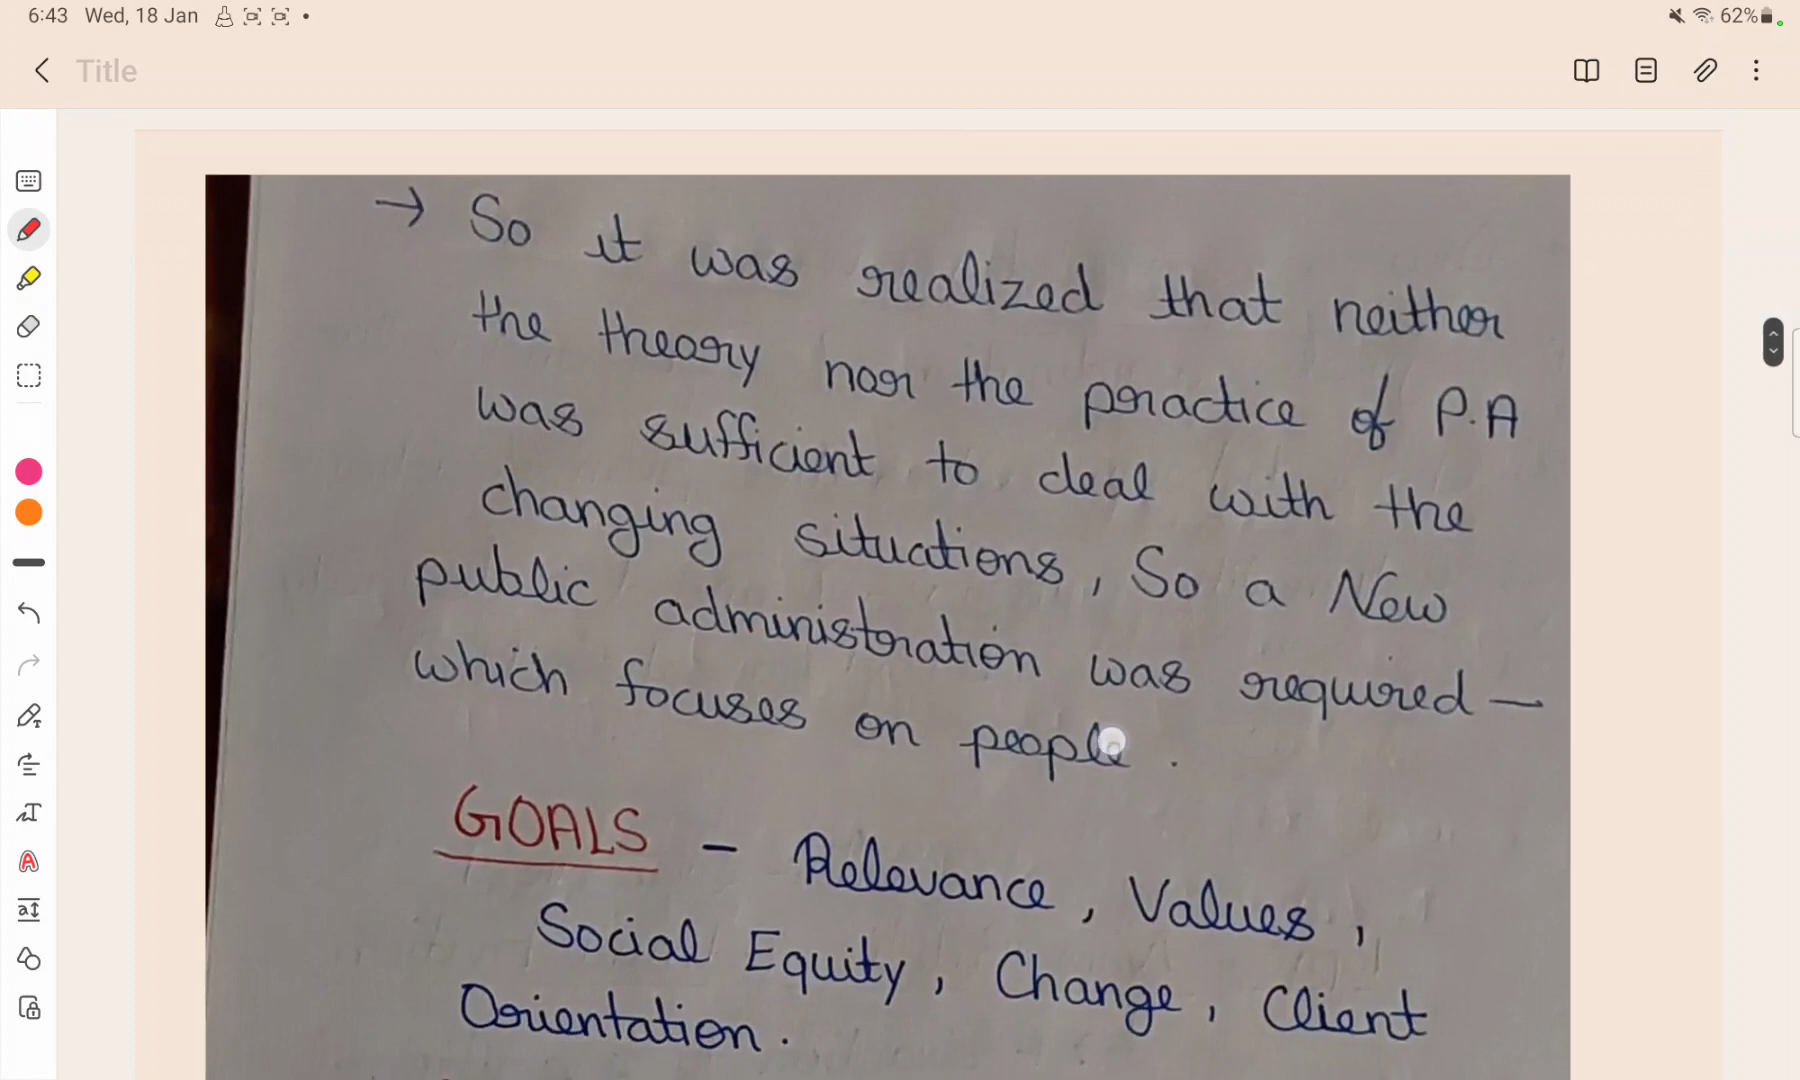 6:43 Wed, 18 Jan
62%
Title
→ So it was realized that neither
the theory nor the practice of P.A
was sufficient to deal with the
changing situations, So a New
public administration was required —
which focuses on people.
GOALS - Relevance, Values,
Social Equity, Change, Client
Orientation.